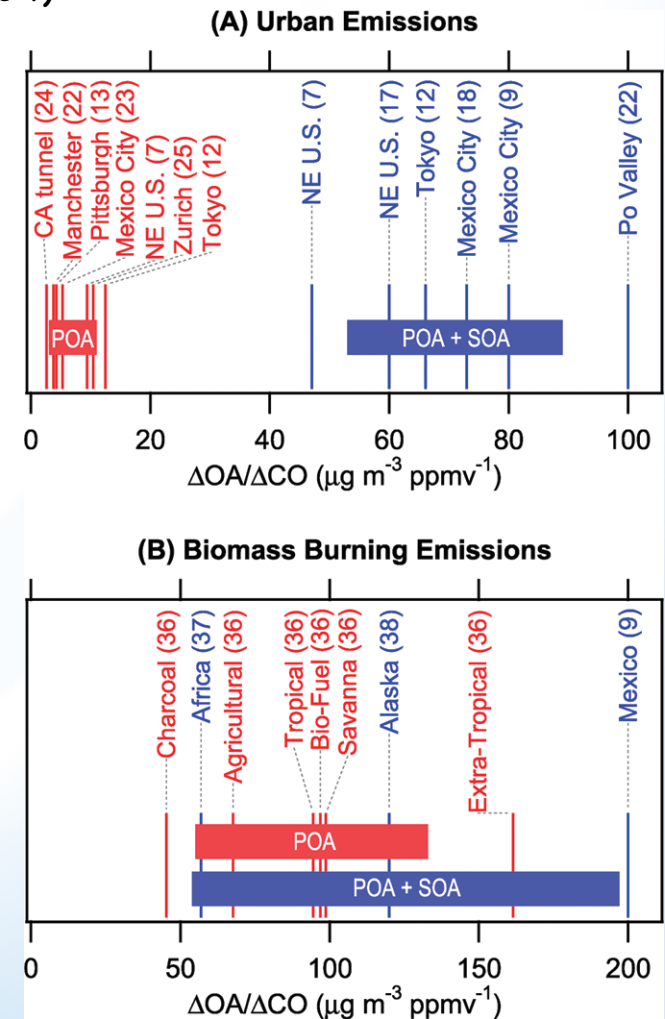 (A) Urban Emissions
CA tunnel (24)
Manchester (22)
Pittsburgh (13)
Mexico City (23)
NE U.S. (7)
Zurich (25)
Tokyo (12)
NE U.S. (7)
NE U.S. (17)
Tokyo (12)
Mexico City (18)
Mexico City (9)
Po Valley (22)
POA
POA + SOA
0 20 40 60 80 100
ΔOA/ΔCO (μg m⁻³ ppmv⁻¹)
(B) Biomass Burning Emissions
Charcoal (36)
Africa (37)
Agricultural (36)
Tropical (36)
Bio-Fuel (36)
Savanna (36)
Alaska (38)
Extra-Tropical (36)
Mexico (9)
POA
POA + SOA
0 50 100 150 200
ΔOA/ΔCO (μg m⁻³ ppmv⁻¹)